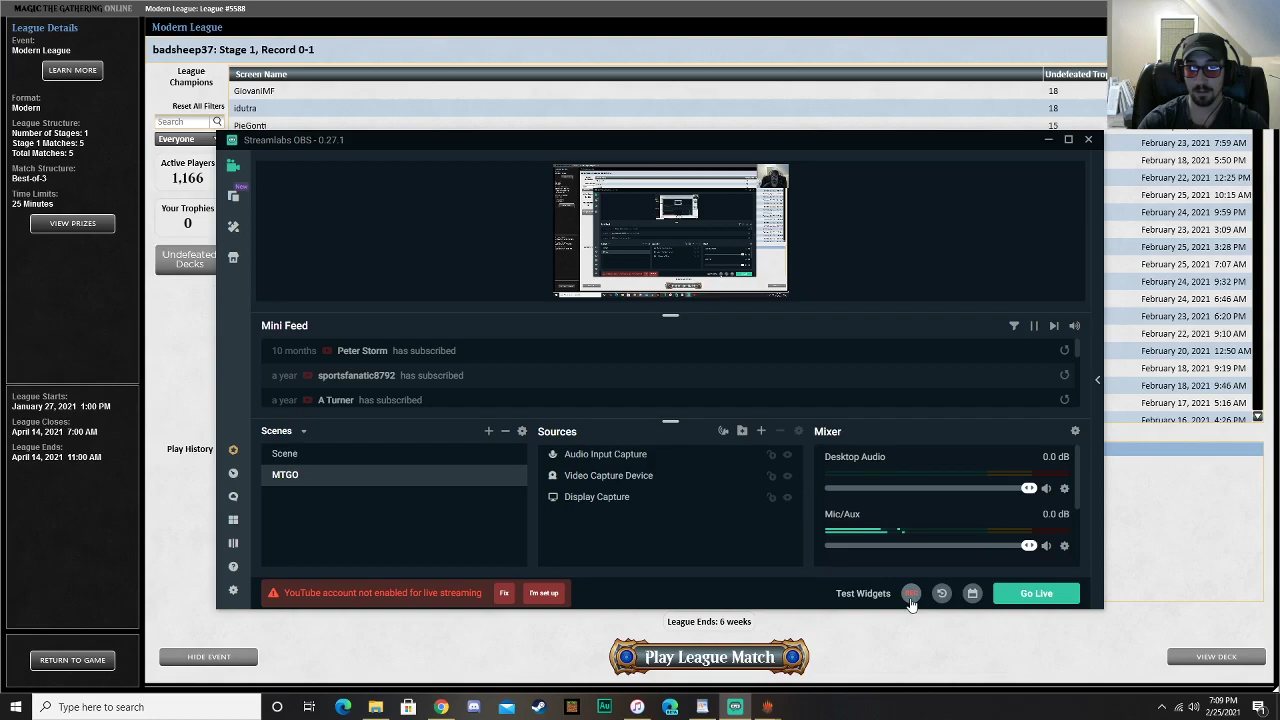 MAGIC THE GATHERING ONLINE
Modern League: League #5588
League Details
Event:
Modern League
LEARN MORE
Format:
Modern
League Structure:
Number of Stages: 1
Stage 1 Matches: 5
Total Matches: 5
Match Structure:
Best-of-3
Time Limits:
25 Minutes
VIEW PRIZES
League Starts:
January 27, 2021 1:00 PM
League Closes:
April 14, 2021 7:00 AM
League Ends:
April 14, 2021 11:00 AM
RETURN TO GAME
Modern League
badsheep37: Stage 1, Record 0-1
League Champions
Reset All Filters
Search
Everyone
Active Players
1,166
Your Trophies
0
Undefeated Decks
Play History
Screen Name
Undefeated Tro
GiovaniMF
18
idutra
18
PieGonti
15
February 23, 2021 7:59 AM
February 18, 2021 5:50 PM
February 22, 2021 12:25 PM
February 25, 2021 10:15 AM
February 24, 2021 9:59 PM
February 23, 2021 3:09 AM
February 25, 2021 3:28 PM
February 25, 2021 7:07 AM
February 24, 2021 9:32 PM
February 24, 2021 6:46 AM
February 23, 2021 6:20 PM
February 22, 2021 9:10 AM
February 20, 2021 12:50 AM
February 18, 2021 9:19 PM
February 18, 2021 9:46 AM
February 17, 2021 5:16 AM
February 16, 2021 4:26 PM
Streamlabs OBS - 0.27.1
New
Mini Feed
10 months Peter Storm has subscribed
a year sportsfanatic8792 has subscribed
a year A Turner has subscribed
Scenes
Scene
MTGO
Sources
Audio Input Capture
Video Capture Device
Display Capture
Mixer
Desktop Audio 0.0 dB
Mic/Aux 0.0 dB
YouTube account not enabled for live streaming
Fix
I'm set up
Test Widgets
REC
Go Live
League Ends: 6 weeks
HIDE EVENT
Play League Match
VIEW DECK
Type here to search
7:09 PM
2/25/2021